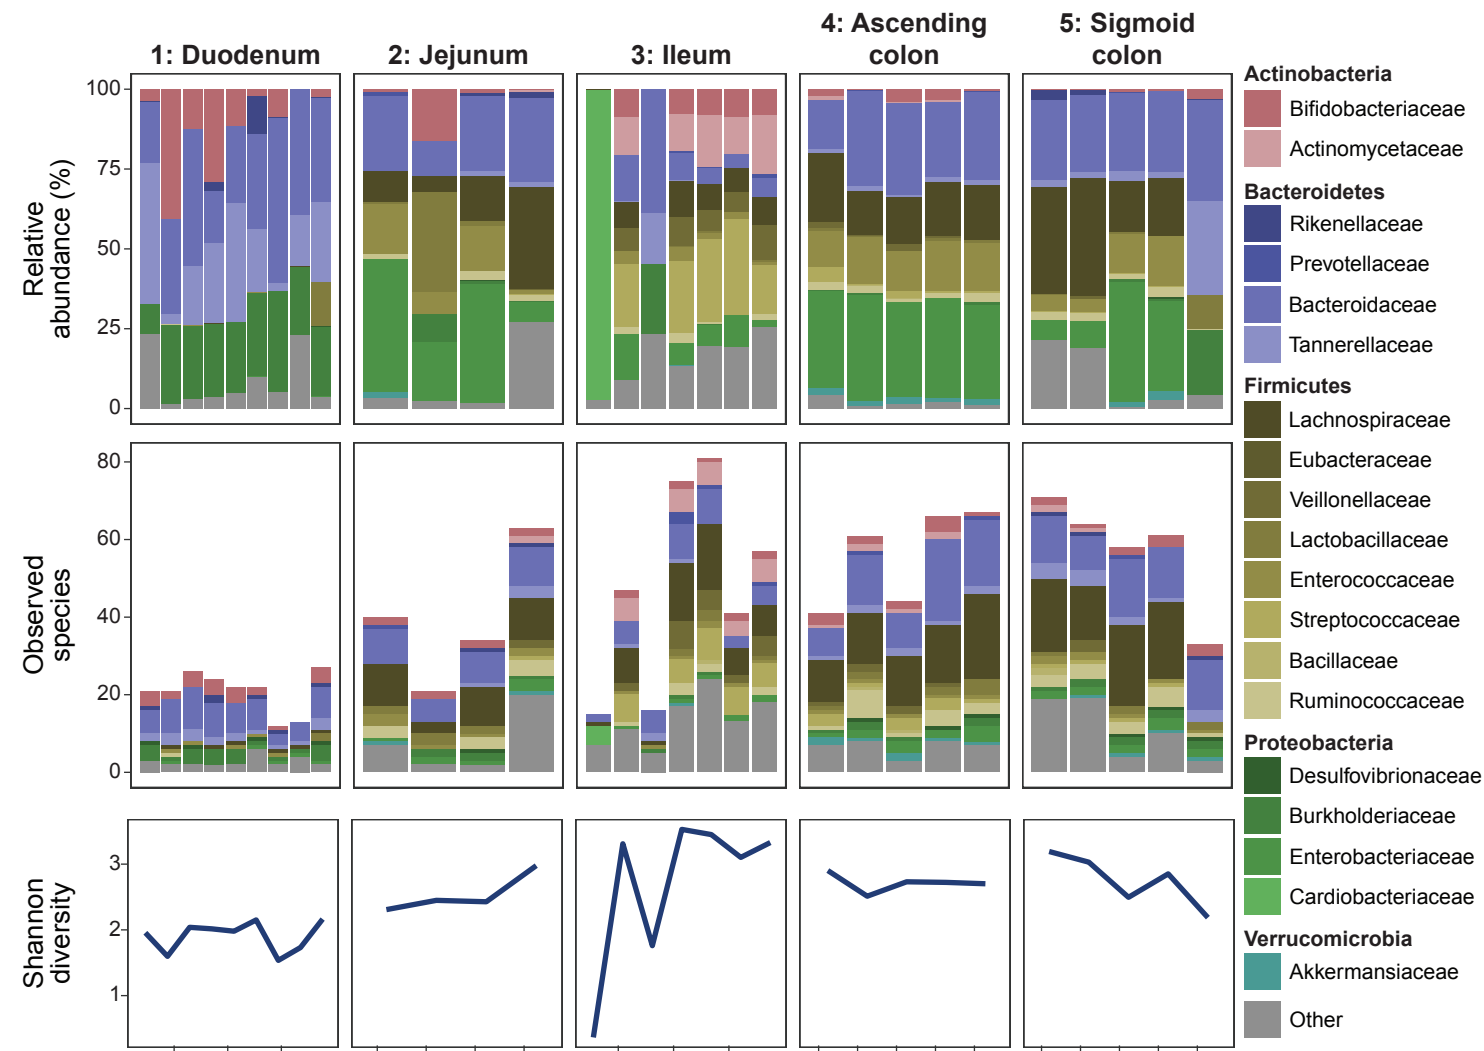 1: Duodenum
2: Jejunum
3: Ileum
4: Ascending
colon
5: Sigmoid
colon
Relative
abundance (%)
100
75
50
25
0
Observed
species
80
60
40
20
0
Shannon
diversity
3
2
1
Actinobacteria
Bifidobacteriaceae
Actinomycetaceae
Bacteroidetes
Rikenellaceae
Prevotellaceae
Bacteroidaceae
Tannerellaceae
Firmicutes
Lachnospiraceae
Eubacteraceae
Veillonellaceae
Lactobacillaceae
Enterococcaceae
Streptococcaceae
Bacillaceae
Ruminococcaceae
Proteobacteria
Desulfovibrionaceae
Burkholderiaceae
Enterobacteriaceae
Cardiobacteriaceae
Verrucomicrobia
Akkermansiaceae
Other